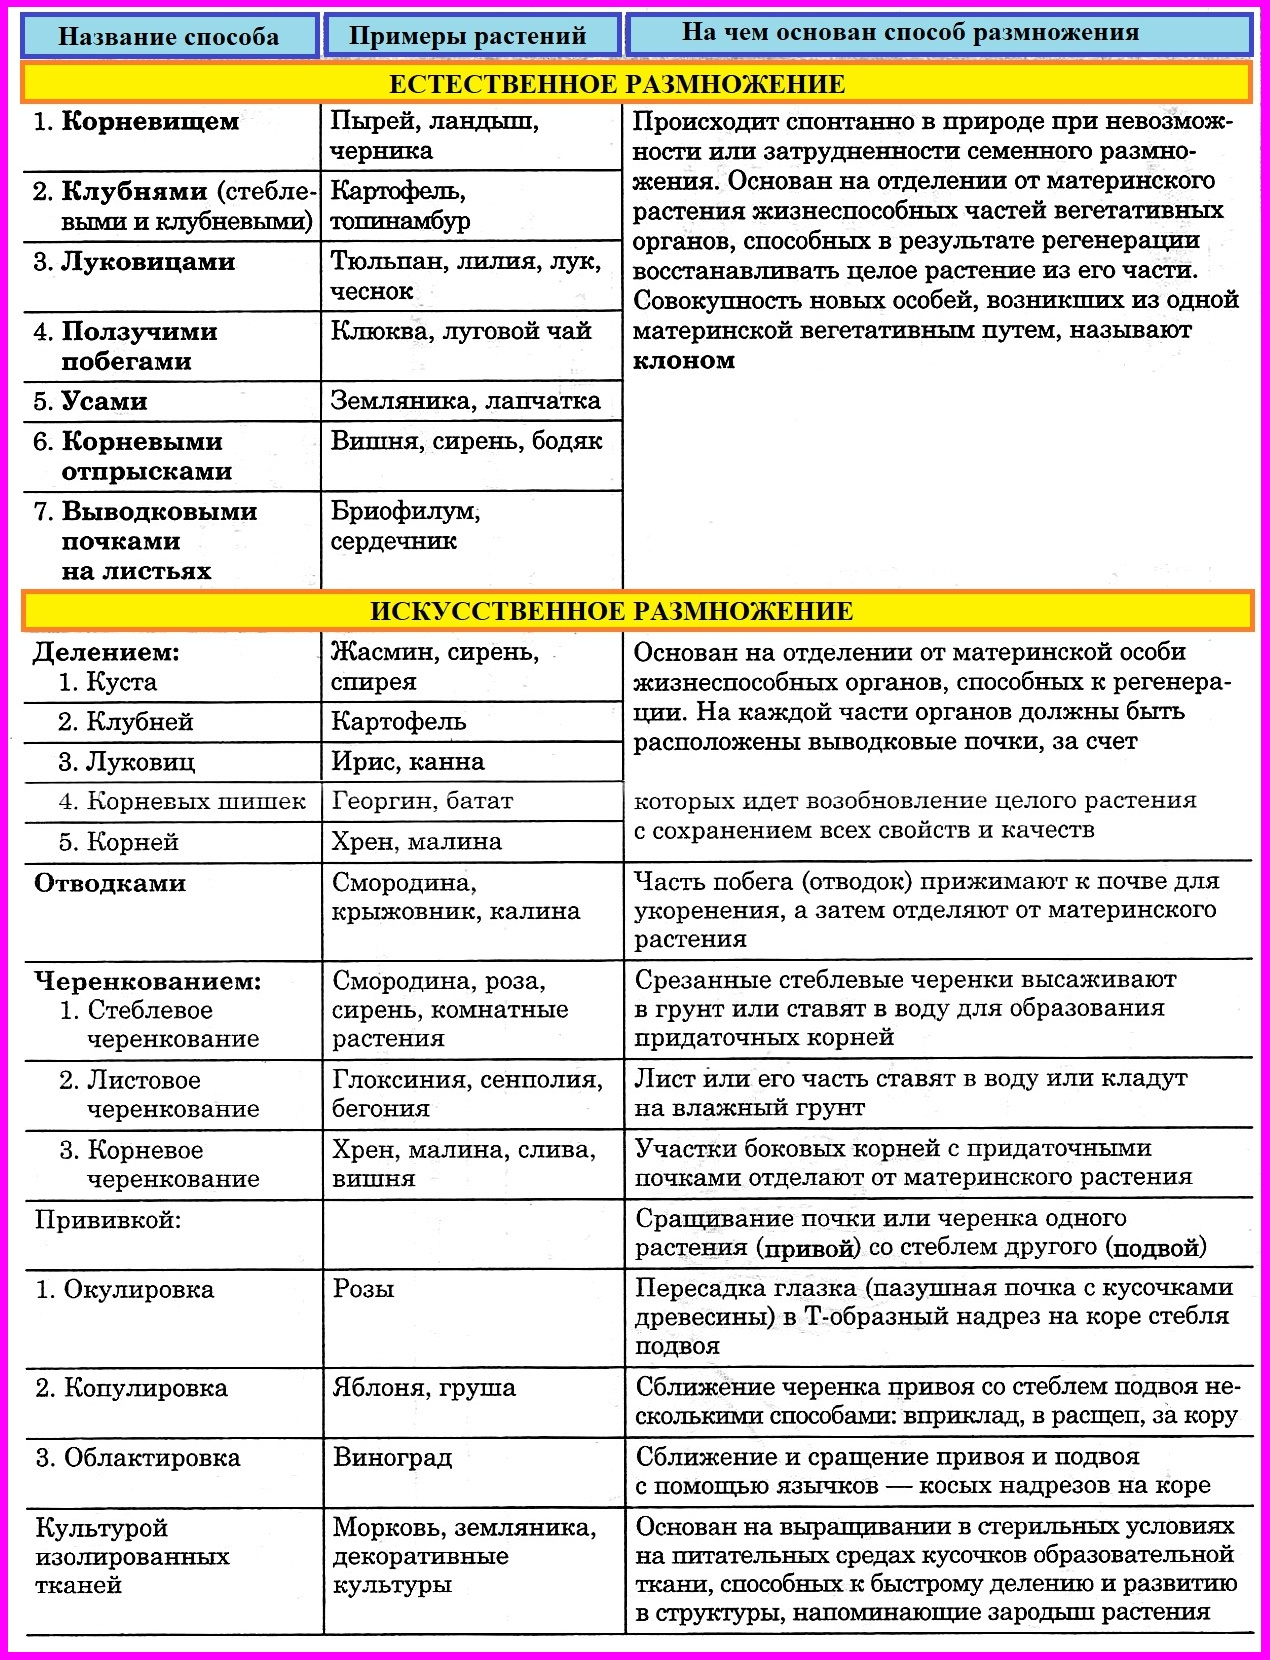 Название способа
Примеры растений
На чем основан способ размножения
ЕСТЕСТВЕННОЕ РАЗМНОЖЕНИЕ
1. Корневищем
Пырей, ландыш,
черника
Происходит спонтанно в природе при невозмож-
ности или затрудненности семенного размно-
жения. Основан на отделении от материнского
растения жизнеспособных частей вегетативных
органов, способных в результате регенерации
восстанавливать целое растение из его части.
Совокупность новых особей, возникших из одной
материнской вегетативным путем, называют
клоном
2. Клубнями (стебле-
выми и клубневыми)
Картофель,
топинамбур
3. Луковицами
Тюльпан, лилия, лук,
чеснок
4. Ползучими
побегами
Клюква, луговой чай
5. Усами
Земляника, лапчатка
6. Корневыми
отпрысками
Вишня, сирень, бодяк
7. Выводковыми
почками
на листьях
Бриофилум,
сердечник
ИСКУССТВЕННОЕ РАЗМНОЖЕНИЕ
Делением:
1. Куста
Жасмин, сирень,
спирея
Основан на отделении от материнской особи
жизнеспособных органов, способных к регенера-
ции. На каждой части органов должны быть
расположены выводковые почки, за счет
которых идет возобновление целого растения
с сохранением всех свойств и качеств
2. Клубней
Картофель
3. Луковиц
Ирис, канна
4. Корневых шишек
Георгин, батат
5. Корней
Хрен, малина
Отводками
Смородина,
крыжовник, калина
Часть побега (отводок) прижимают к почве для
укоренения, а затем отделяют от материнского
растения
Черенкованием:
1. Стеблевое
черенкование
Смородина, роза,
сирень, комнатные
растения
Срезанные стеблевые черенки высаживают
в грунт или ставят в воду для образования
придаточных корней
2. Листовое
черенкование
Глоксиния, сенполия,
бегония
Лист или его часть ставят в воду или кладут
на влажный грунт
3. Корневое
черенкование
Хрен, малина, слива,
вишня
Участки боковых корней с придаточными
почками отделают от материнского растения
Прививкой:
Сращивание почки или черенка одного
растения (привой) со стеблем другого (подвой)
1. Окулировка
Розы
Пересадка глазка (пазушная почка с кусочками
древесины) в Т-образный надрез на коре стебля
подвоя
2. Копулировка
Яблоня, груша
Сближение черенка привоя со стеблем подвоя не-
сколькими способами: вприклад, в расщеп, за кору
3. Облактировка
Виноград
Сближение и сращение привоя и подвоя
с помощью язычков — косых надрезов на коре
Культурой
изолированных
тканей
Морковь, земляника,
декоративные
культуры
Основан на выращивании в стерильных условиях
на питательных средах кусочков образовательной
ткани, способных к быстрому делению и развитию
в структуры, напоминающие зародыш растения